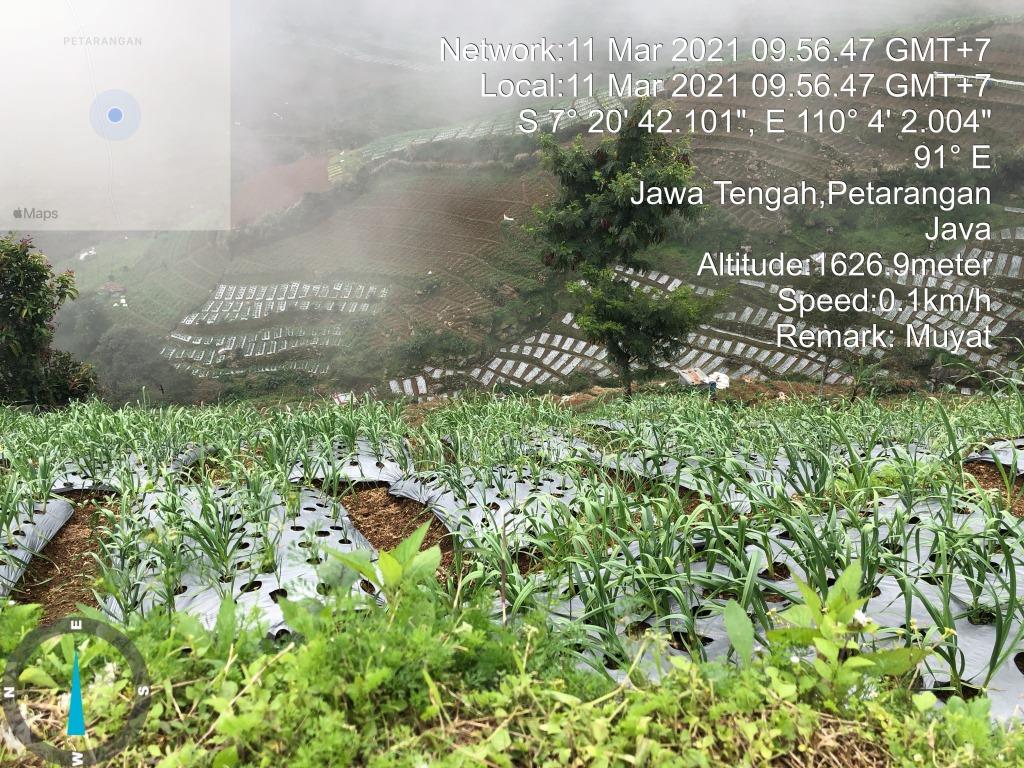 PETARANGAN
Maps
Network:11 Mar 2021 09.56.47 GMT+7
Local:11 Mar 2021 09.56.47 GMT+7
S 7° 20' 42.101", E 110° 4' 2.004"
91° E
Jawa Tengah,Petarangan
Java
Altitude:1626.9meter
Speed:0.1km/h
Remark: Muyat
E
N
S
W